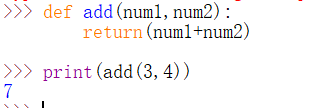 >>> def add(num1,num2):
        return(num1+num2)
>>> print(add(3,4))
7
>>>